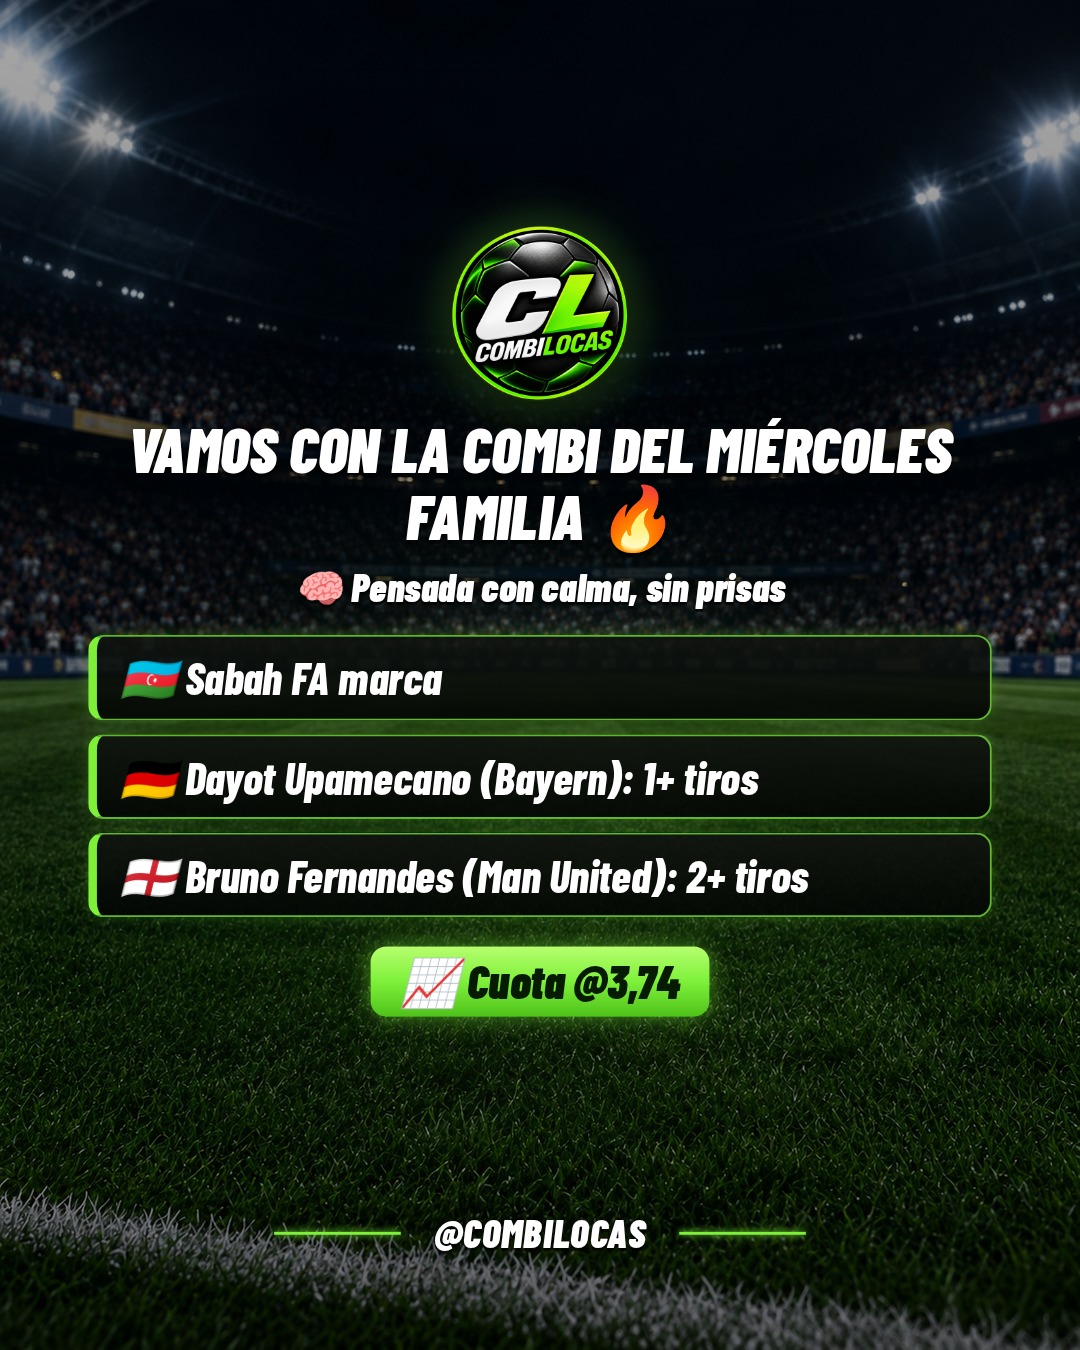 CL
COMBILOCAS
VAMOS CON LA COMBI DEL MIÉRCOLES
FAMILIA 🔥
🧠 Pensada con calma, sin prisas
🇦🇿 Sabah FA marca
🇩🇪 Dayot Upamecano (Bayern): 1+ tiros
🏴󠁧󠁢󠁥󠁮󠁧󠁿 Bruno Fernandes (Man United): 2+ tiros
📈 Cuota @3,74
@COMBILOCAS